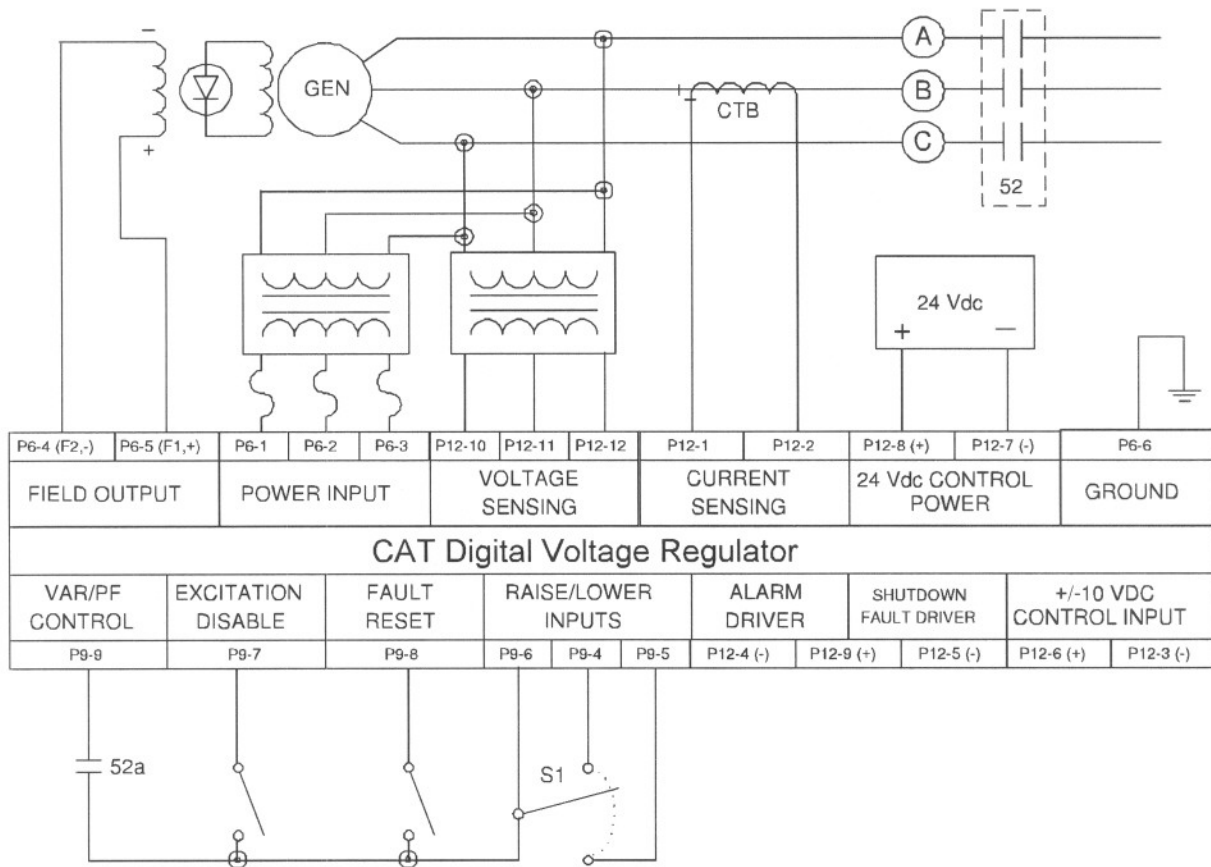 GEN
A
B
C
CTB
52
24 Vdc
+ −
−
+
P6-4 (F2,-) P6-5 (F1,+) P6-1 P6-2 P6-3 P12-10 P12-11 P12-12 P12-1 P12-2 P12-8 (+) P12-7 (-) P6-6
FIELD OUTPUT
POWER INPUT
VOLTAGE
SENSING
CURRENT
SENSING
24 Vdc CONTROL
POWER
GROUND
CAT Digital Voltage Regulator
VAR/PF
CONTROL
EXCITATION
DISABLE
FAULT
RESET
RAISE/LOWER
INPUTS
ALARM
DRIVER
SHUTDOWN
FAULT DRIVER
+/-10 VDC
CONTROL INPUT
P9-9 P9-7 P9-8 P9-6 P9-4 P9-5 P12-4 (-) P12-9 (+) P12-5 (-) P12-6 (+) P12-3 (-)
52a
S1